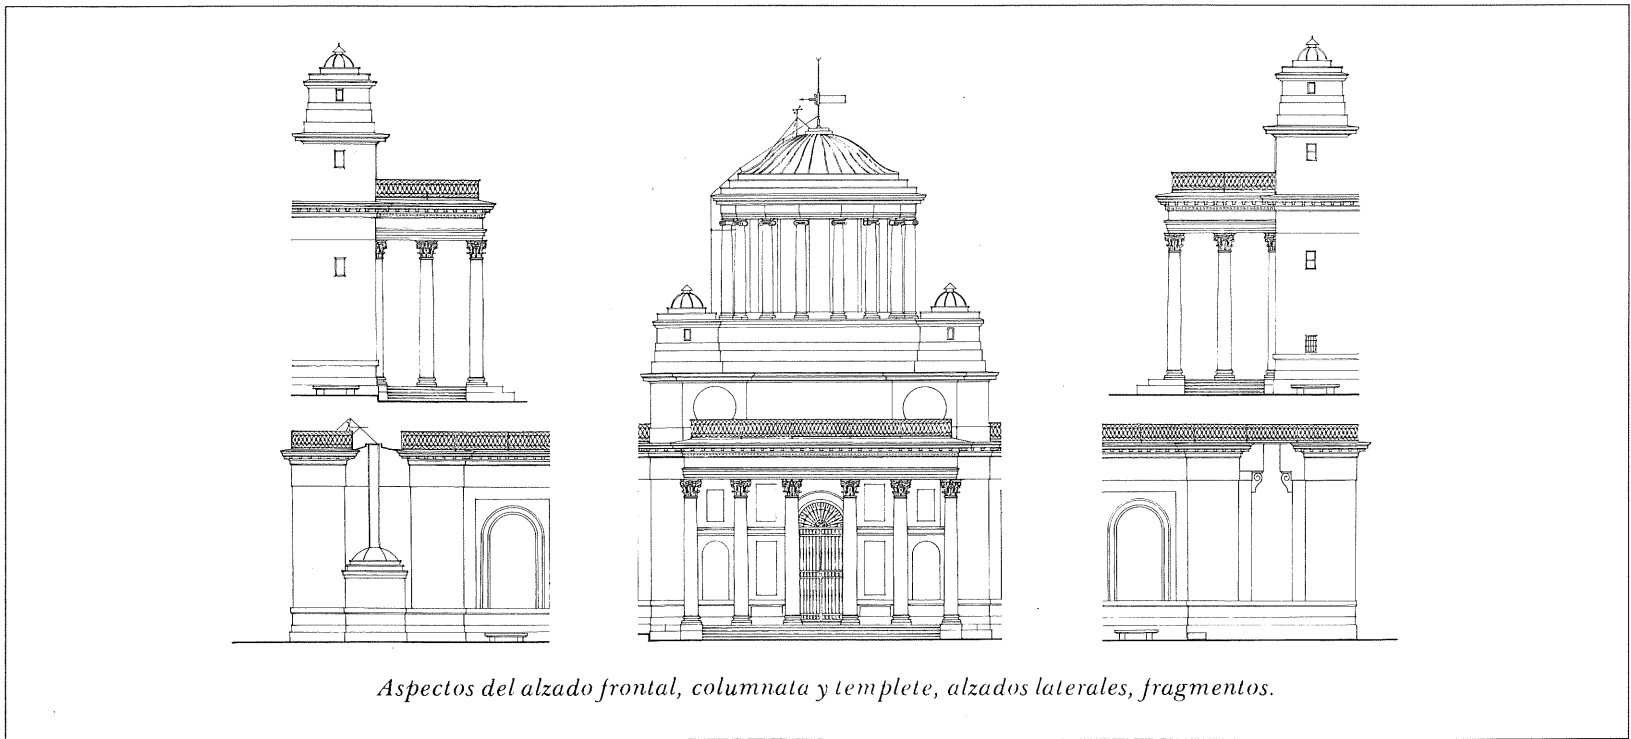 Aspectos del alzado frontal, columnata y templete, alzados laterales, fragmentos.